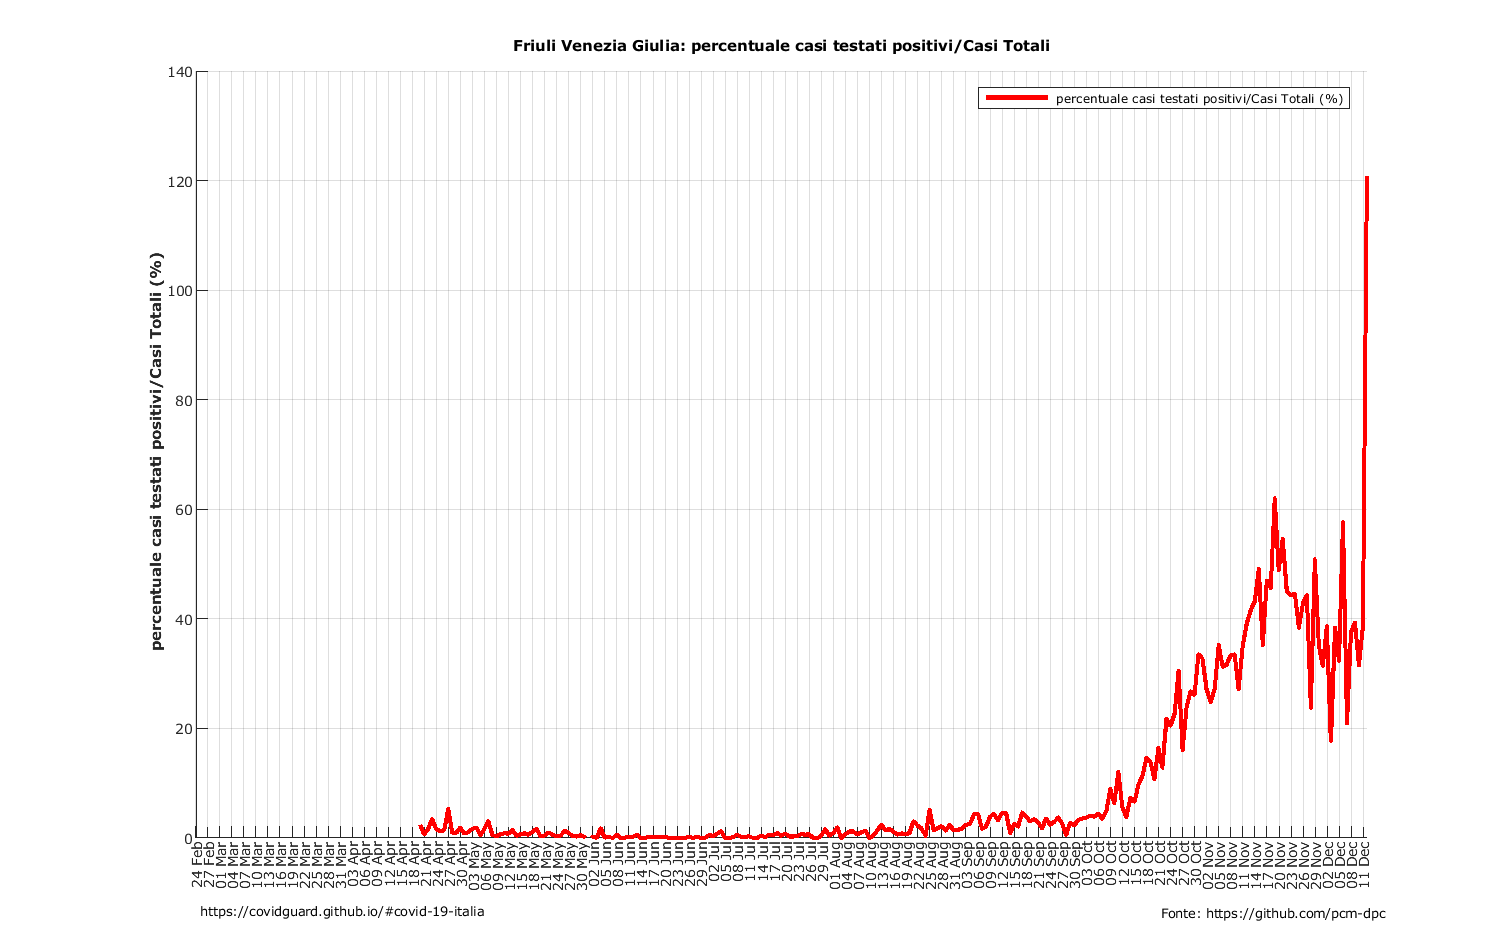 Friuli Venezia Giulia: percentuale casi testati positivi/Casi Totali
percentuale casi testati positivi/Casi Totali (%)
percentuale casi testati positivi/Casi Totali (%)
140
120
100
80
60
40
20
0
24 Feb
27 Feb
01 Mar
04 Mar
07 Mar
10 Mar
13 Mar
16 Mar
19 Mar
22 Mar
25 Mar
28 Mar
31 Mar
03 Apr
06 Apr
09 Apr
12 Apr
15 Apr
18 Apr
21 Apr
24 Apr
27 Apr
30 Apr
03 May
06 May
09 May
12 May
15 May
18 May
21 May
24 May
27 May
30 May
02 Jun
05 Jun
08 Jun
11 Jun
14 Jun
17 Jun
20 Jun
23 Jun
26 Jun
29 Jun
02 Jul
05 Jul
08 Jul
11 Jul
14 Jul
17 Jul
20 Jul
23 Jul
26 Jul
29 Jul
01 Aug
04 Aug
07 Aug
10 Aug
13 Aug
16 Aug
19 Aug
22 Aug
25 Aug
28 Aug
31 Aug
03 Sep
06 Sep
09 Sep
12 Sep
15 Sep
18 Sep
21 Sep
24 Sep
27 Sep
30 Sep
03 Oct
06 Oct
09 Oct
12 Oct
15 Oct
18 Oct
21 Oct
24 Oct
27 Oct
30 Oct
02 Nov
05 Nov
08 Nov
11 Nov
14 Nov
17 Nov
20 Nov
23 Nov
26 Nov
29 Nov
02 Dec
05 Dec
08 Dec
11 Dec
https://covidguard.github.io/#covid-19-italia
Fonte: https://github.com/pcm-dpc